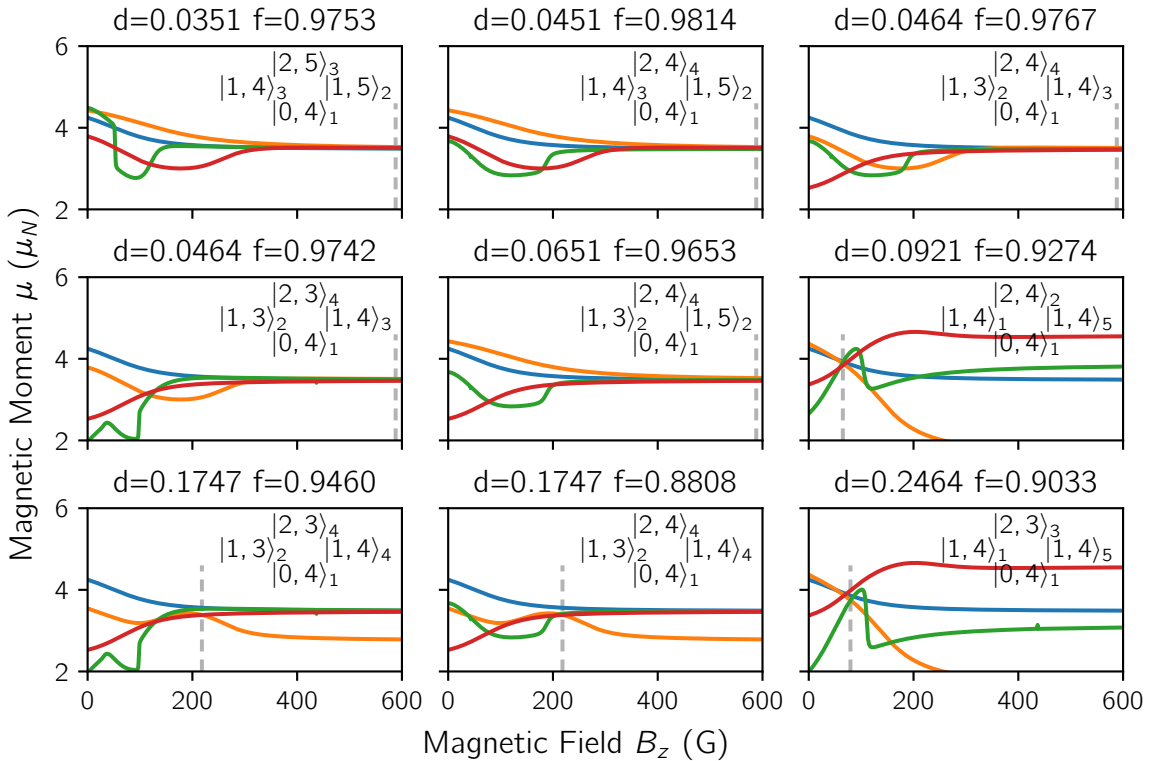 d=0.0351 f=0.9753
d=0.0451 f=0.9814
d=0.0464 f=0.9767
6
4
2
|2, 5⟩₃
|1, 4⟩₃ |1, 5⟩₂
|0, 4⟩₁
|2, 4⟩₄
|1, 4⟩₃ |1, 5⟩₂
|0, 4⟩₁
|2, 4⟩₄
|1, 3⟩₂ |1, 4⟩₃
|0, 4⟩₁
Magnetic Moment μ (μ_N)
d=0.0464 f=0.9742
d=0.0651 f=0.9653
d=0.0921 f=0.9274
6
4
2
|2, 3⟩₄
|1, 3⟩₂ |1, 4⟩₃
|0, 4⟩₁
|2, 4⟩₄
|1, 3⟩₂ |1, 5⟩₂
|0, 4⟩₁
|2, 4⟩₂
|1, 4⟩₁ |1, 4⟩₅
|0, 4⟩₁
d=0.1747 f=0.9460
d=0.1747 f=0.8808
d=0.2464 f=0.9033
6
4
2
|2, 3⟩₄
|1, 3⟩₂ |1, 4⟩₄
|0, 4⟩₁
|2, 4⟩₄
|1, 3⟩₂ |1, 4⟩₄
|0, 4⟩₁
|2, 3⟩₃
|1, 4⟩₁ |1, 4⟩₅
|0, 4⟩₁
0 200 400 600
0 200 400 600
0 200 400 600
Magnetic Field B_z (G)